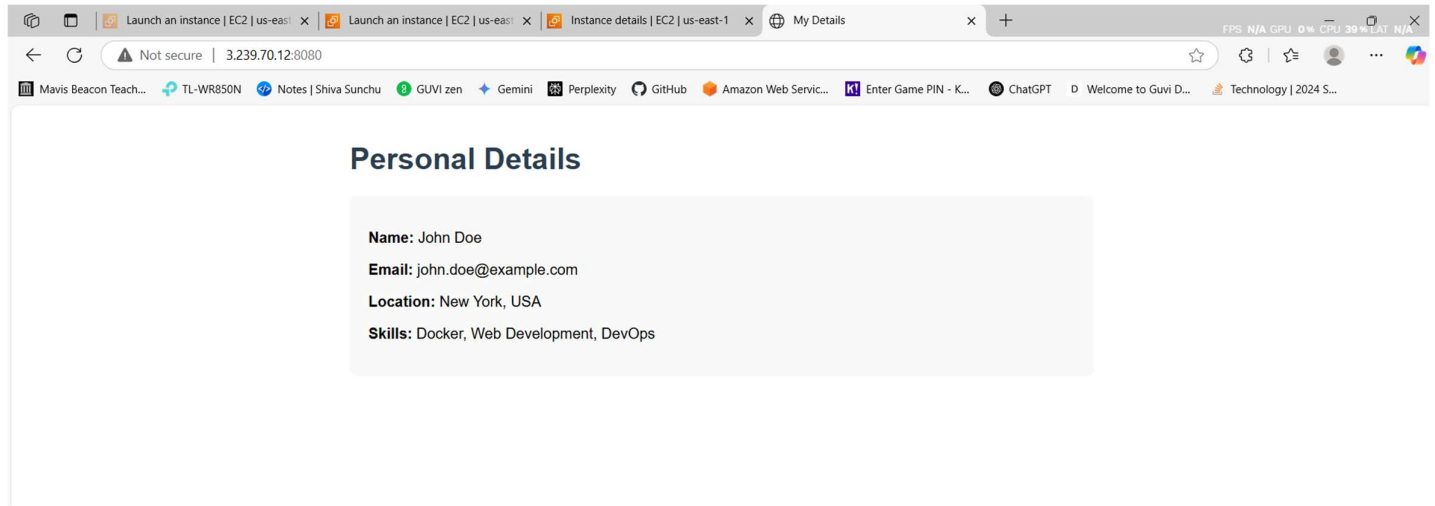 Launch an instance | EC2 | us-east
Launch an instance | EC2 | us-east
Instance details | EC2 | us-east-1
My Details
FPS N/A GPU 0% CPU 39% LAT N/A
Not secure | 3.239.70.12:8080
Mavis Beacon Teach...
TL-WR850N
Notes | Shiva Sunchu
8 GUVI zen
Gemini
Perplexity
GitHub
Amazon Web Servic...
K! Enter Game PIN - K...
ChatGPT
D Welcome to Guvi D...
Technology | 2024 S...
Personal Details
Name: John Doe
Email: john.doe@example.com
Location: New York, USA
Skills: Docker, Web Development, DevOps